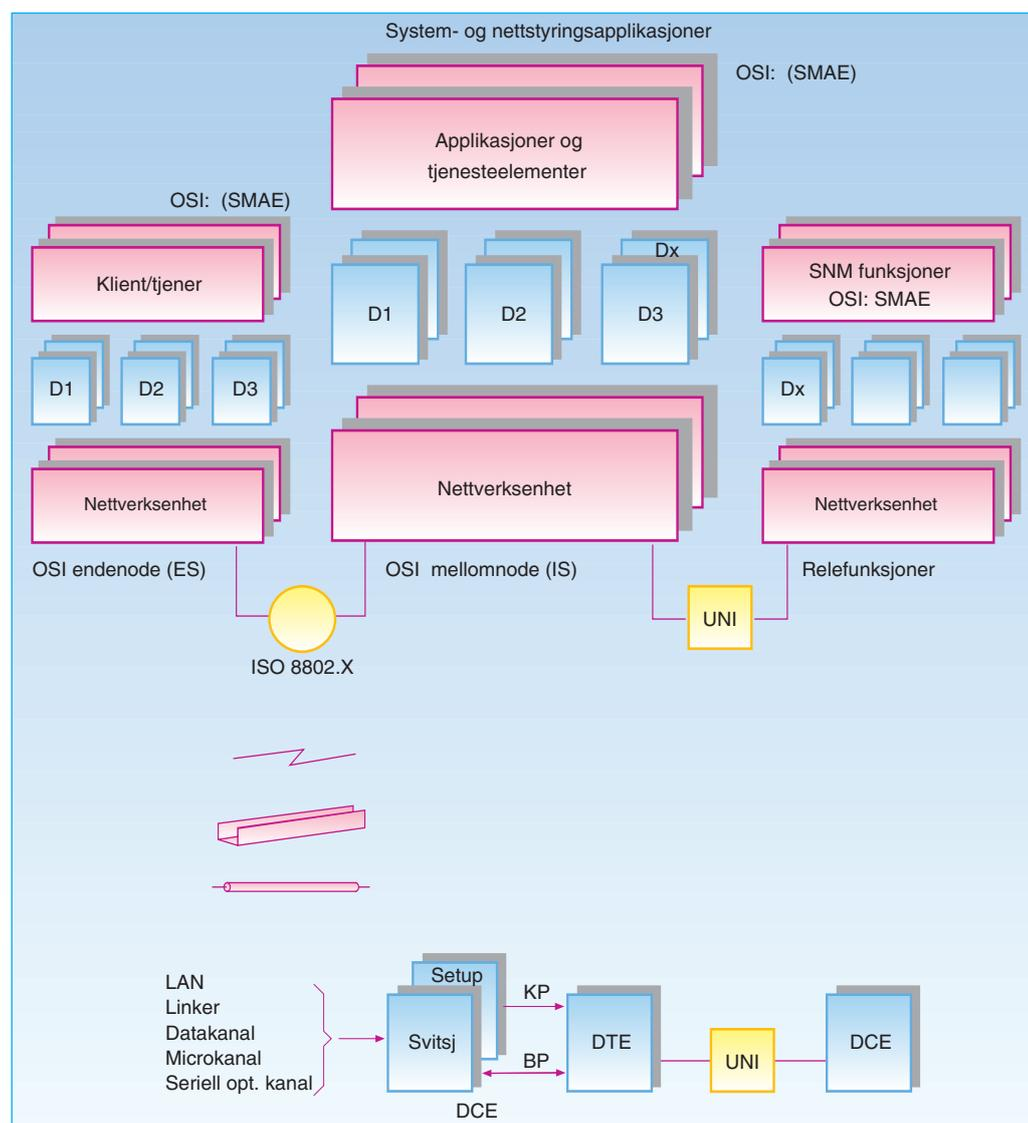 System- og nettstyringsapplikasjoner
OSI: (SMAE)
Applikasjoner og
tjenesteelementer
OSI: (SMAE)
Klient/tjener
Dx
D1
D2
D3
SNM funksjoner
OSI: SMAE
D1
D2
D3
Dx
Nettverksenhet
Nettverksenhet
Nettverksenhet
OSI endenode (ES)
OSI mellomnode (IS)
Relefunksjoner
UNI
ISO 8802.X
LAN
Linker
Datakanal
Microkanal
Seriell opt. kanal
Setup
Svitsj
KP
BP
DTE
UNI
DCE
DCE